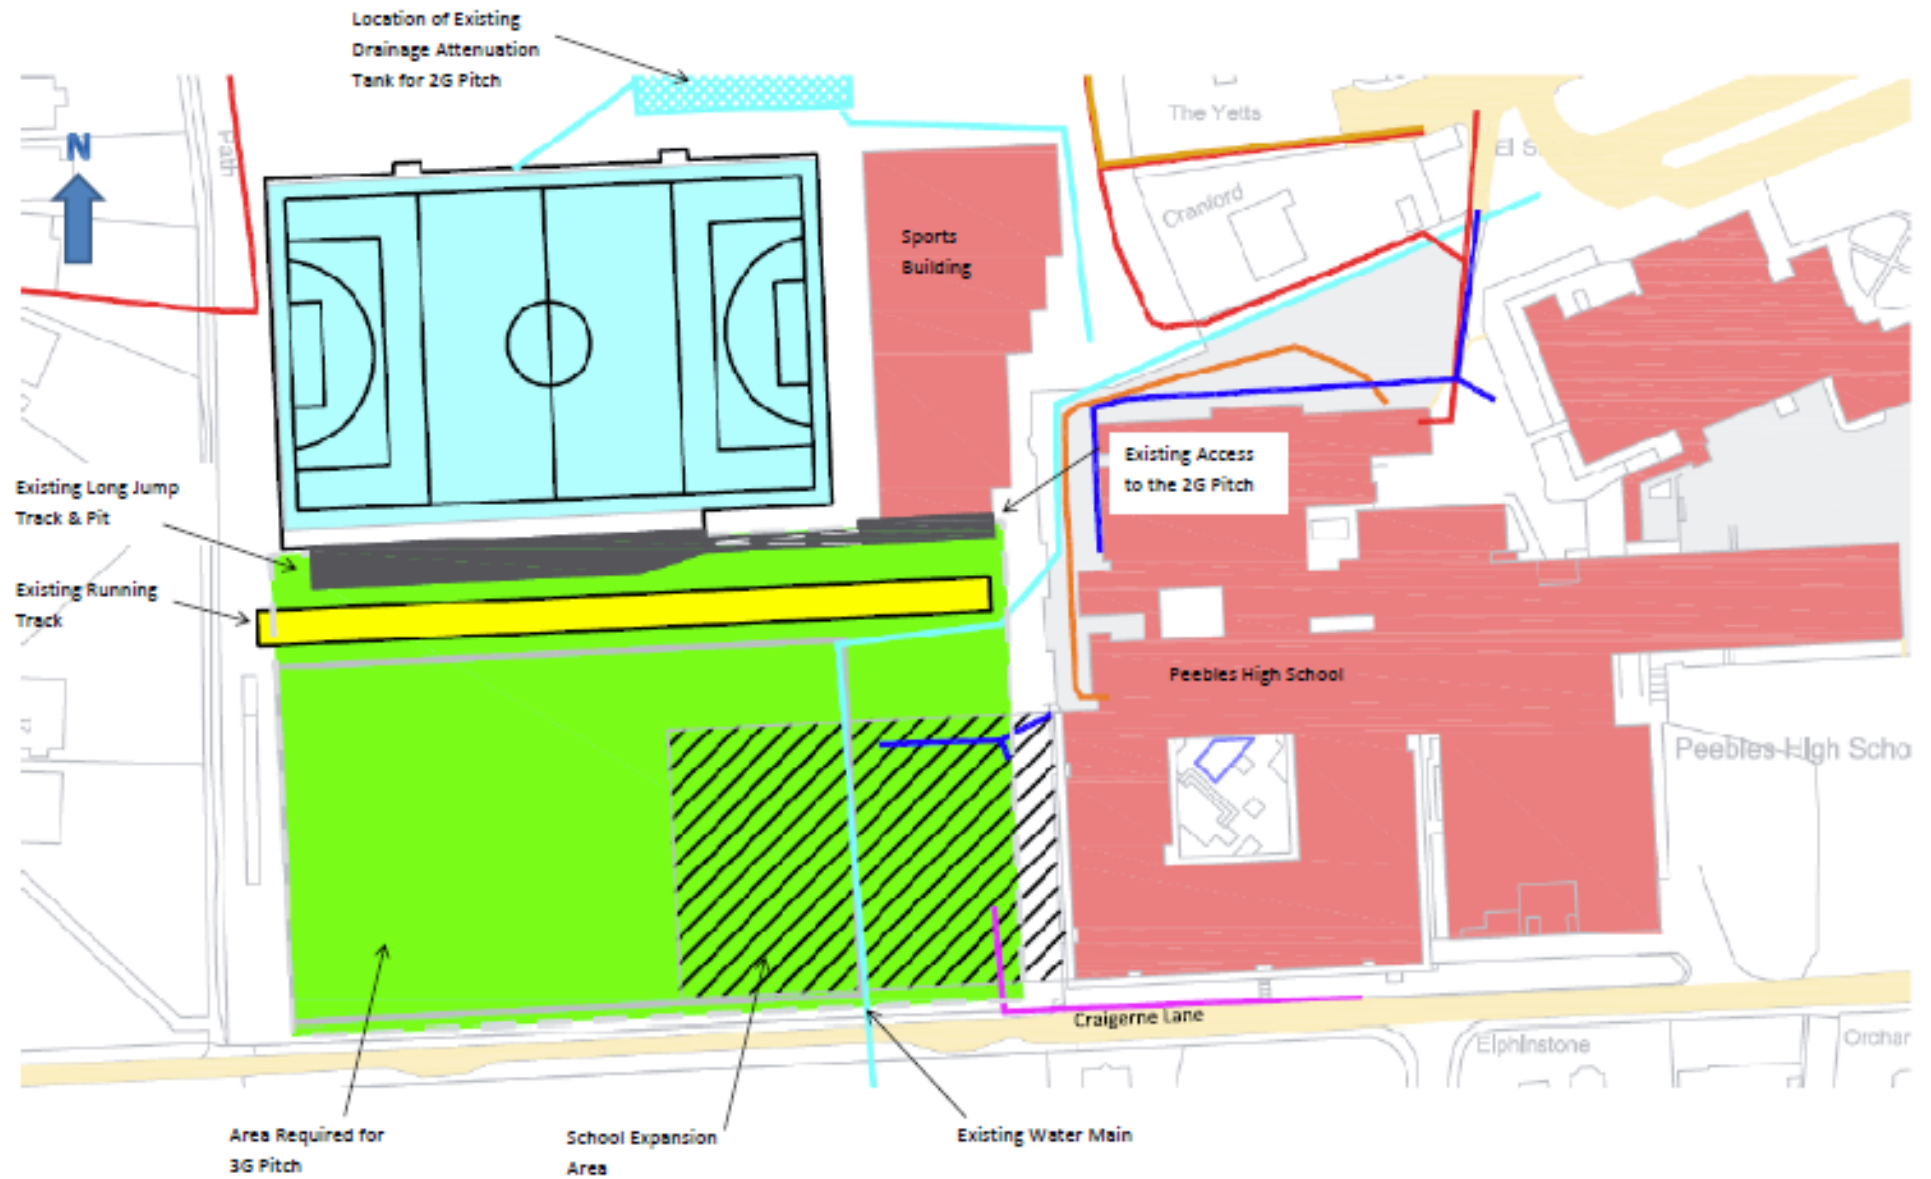 Location of Existing
Drainage Attenuation
Tank for 2G Pitch
The Yetts
N
Path
Cranford
Sports
Building
Existing Access
to the 2G Pitch
Existing Long Jump
Track & Pit
Existing Running
Track
Peebles High School
Peebles High Scho
Craigerne Lane
Elphinstone
Orchar
Area Required for
3G Pitch
School Expansion
Area
Existing Water Main